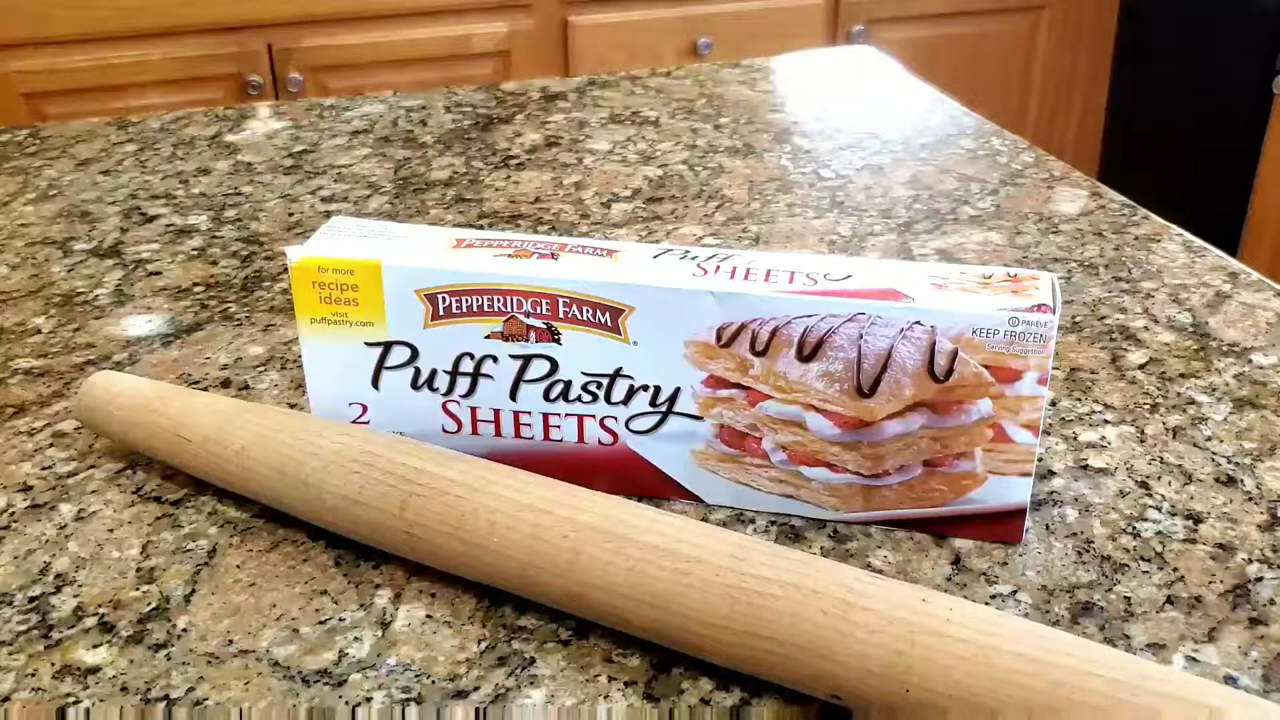 PEPPERIDGE FARM
Puff
SHEETS
for more
recipe
ideas
visit
puffpastry.com
PEPPERIDGE FARM
Puff Pastry
SHEETS
2
U PAREVE
KEEP FROZEN
Serving Suggestion